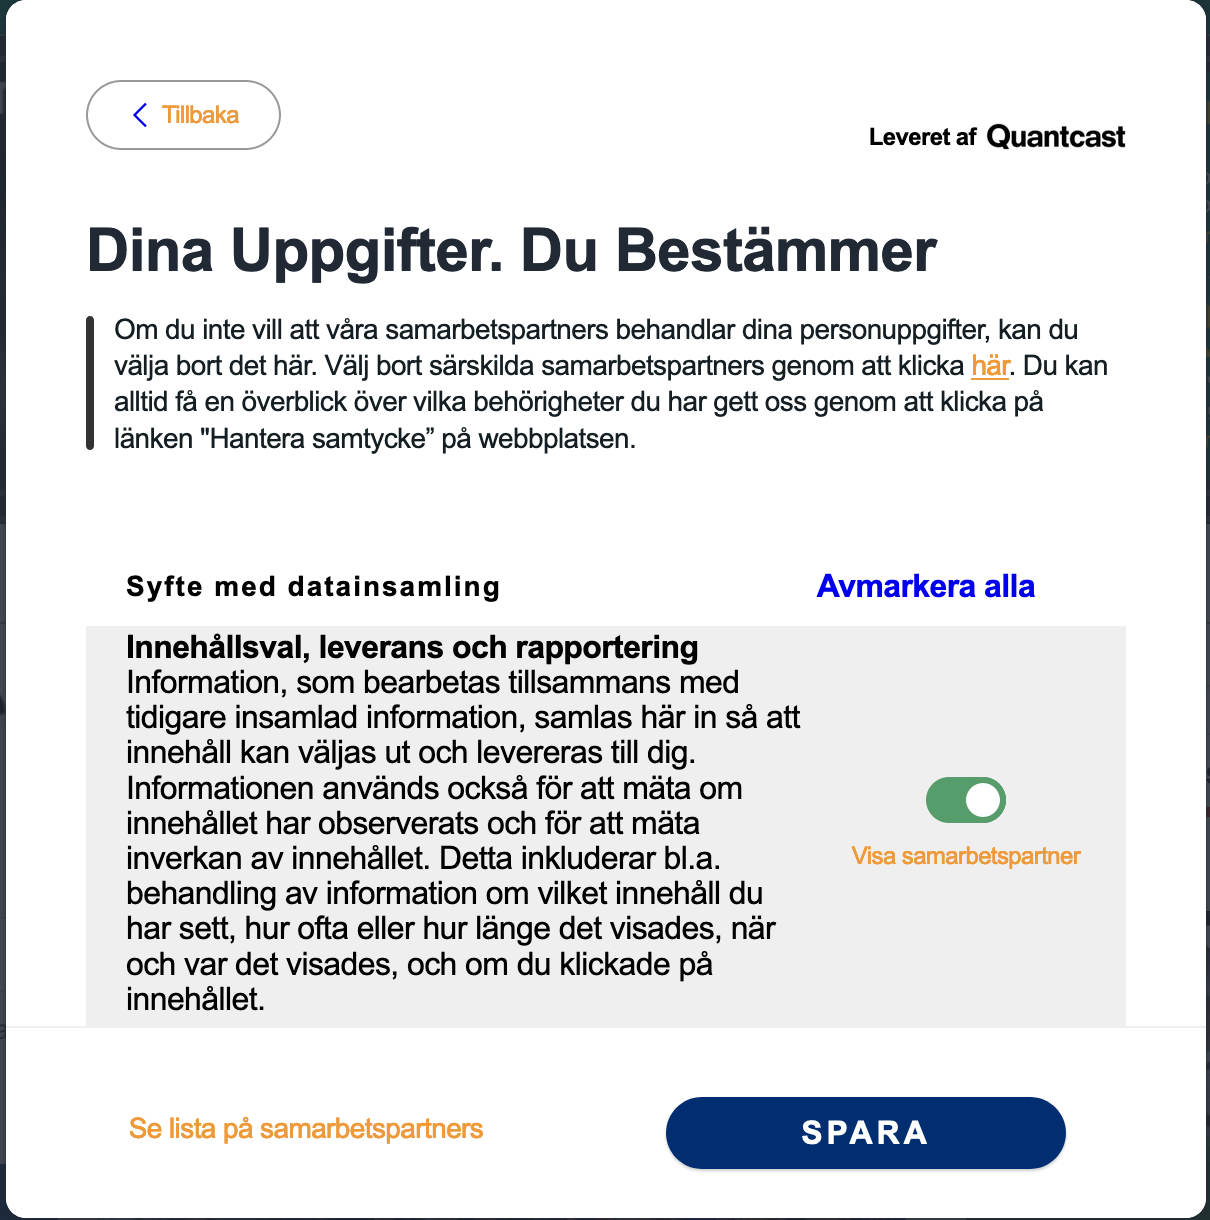 Tillbaka
Leveret af Quantcast
Dina Uppgifter. Du Bestämmer
Om du inte vill att våra samarbetspartners behandlar dina personuppgifter, kan du
välja bort det här. Välj bort särskilda samarbetspartners genom att klicka här. Du kan
alltid få en överblick över vilka behörigheter du har gett oss genom att klicka på
länken "Hantera samtycke” på webbplatsen.
Syfte med datainsamling
Avmarkera alla
Innehållsval, leverans och rapportering
Information, som bearbetas tillsammans med
tidigare insamlad information, samlas här in så att
innehåll kan väljas ut och levereras till dig.
Informationen används också för att mäta om
innehållet har observerats och för att mäta
inverkan av innehållet. Detta inkluderar bl.a.
behandling av information om vilket innehåll du
har sett, hur ofta eller hur länge det visades, när
och var det visades, och om du klickade på
innehållet.
Visa samarbetspartner
Se lista på samarbetspartners
SPARA